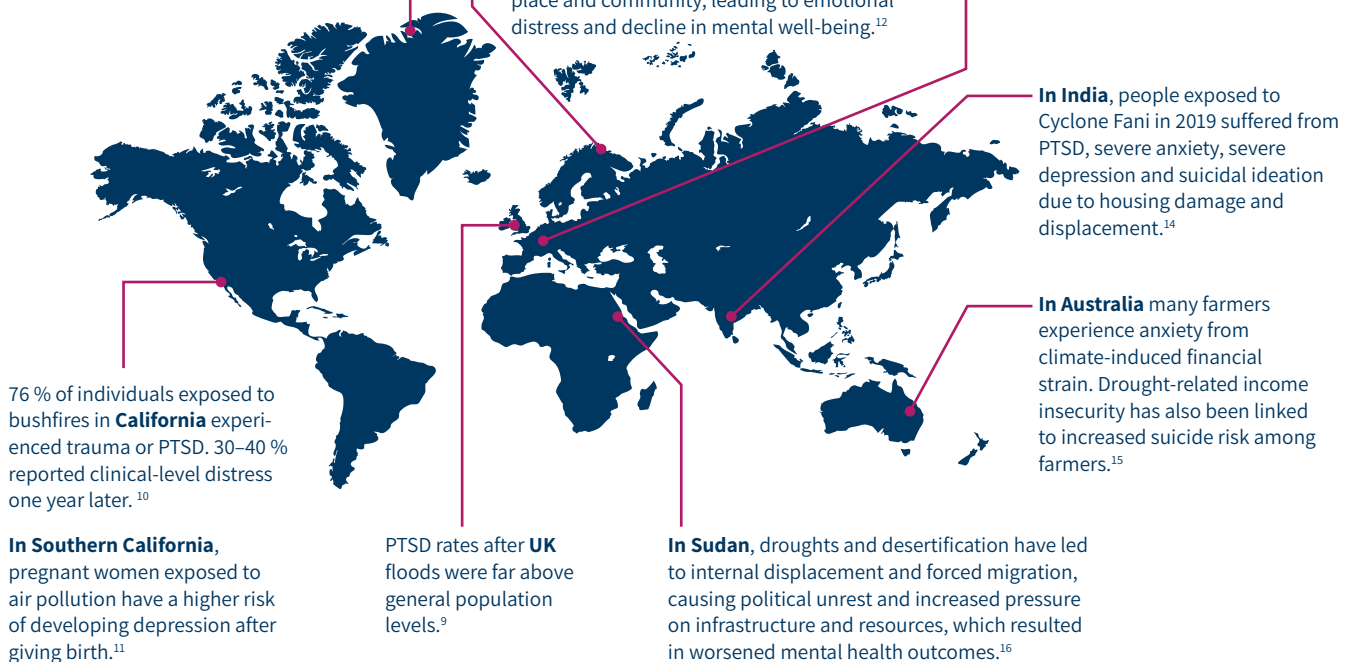 place and community, leading to emotional
distress and decline in mental well-being.12
In India, people exposed to
Cyclone Fani in 2019 suffered from
PTSD, severe anxiety, severe
depression and suicidal ideation
due to housing damage and
displacement.14
In Australia many farmers
experience anxiety from
climate-induced financial
strain. Drought-related income
insecurity has also been linked
to increased suicide risk among
farmers.15
76 % of individuals exposed to
bushfires in California experi-
enced trauma or PTSD. 30–40 %
reported clinical-level distress
one year later. 10
In Southern California,
pregnant women exposed to
air pollution have a higher risk
of developing depression after
giving birth.11
PTSD rates after UK
floods were far above
general population
levels.9
In Sudan, droughts and desertification have led
to internal displacement and forced migration,
causing political unrest and increased pressure
on infrastructure and resources, which resulted
in worsened mental health outcomes.16